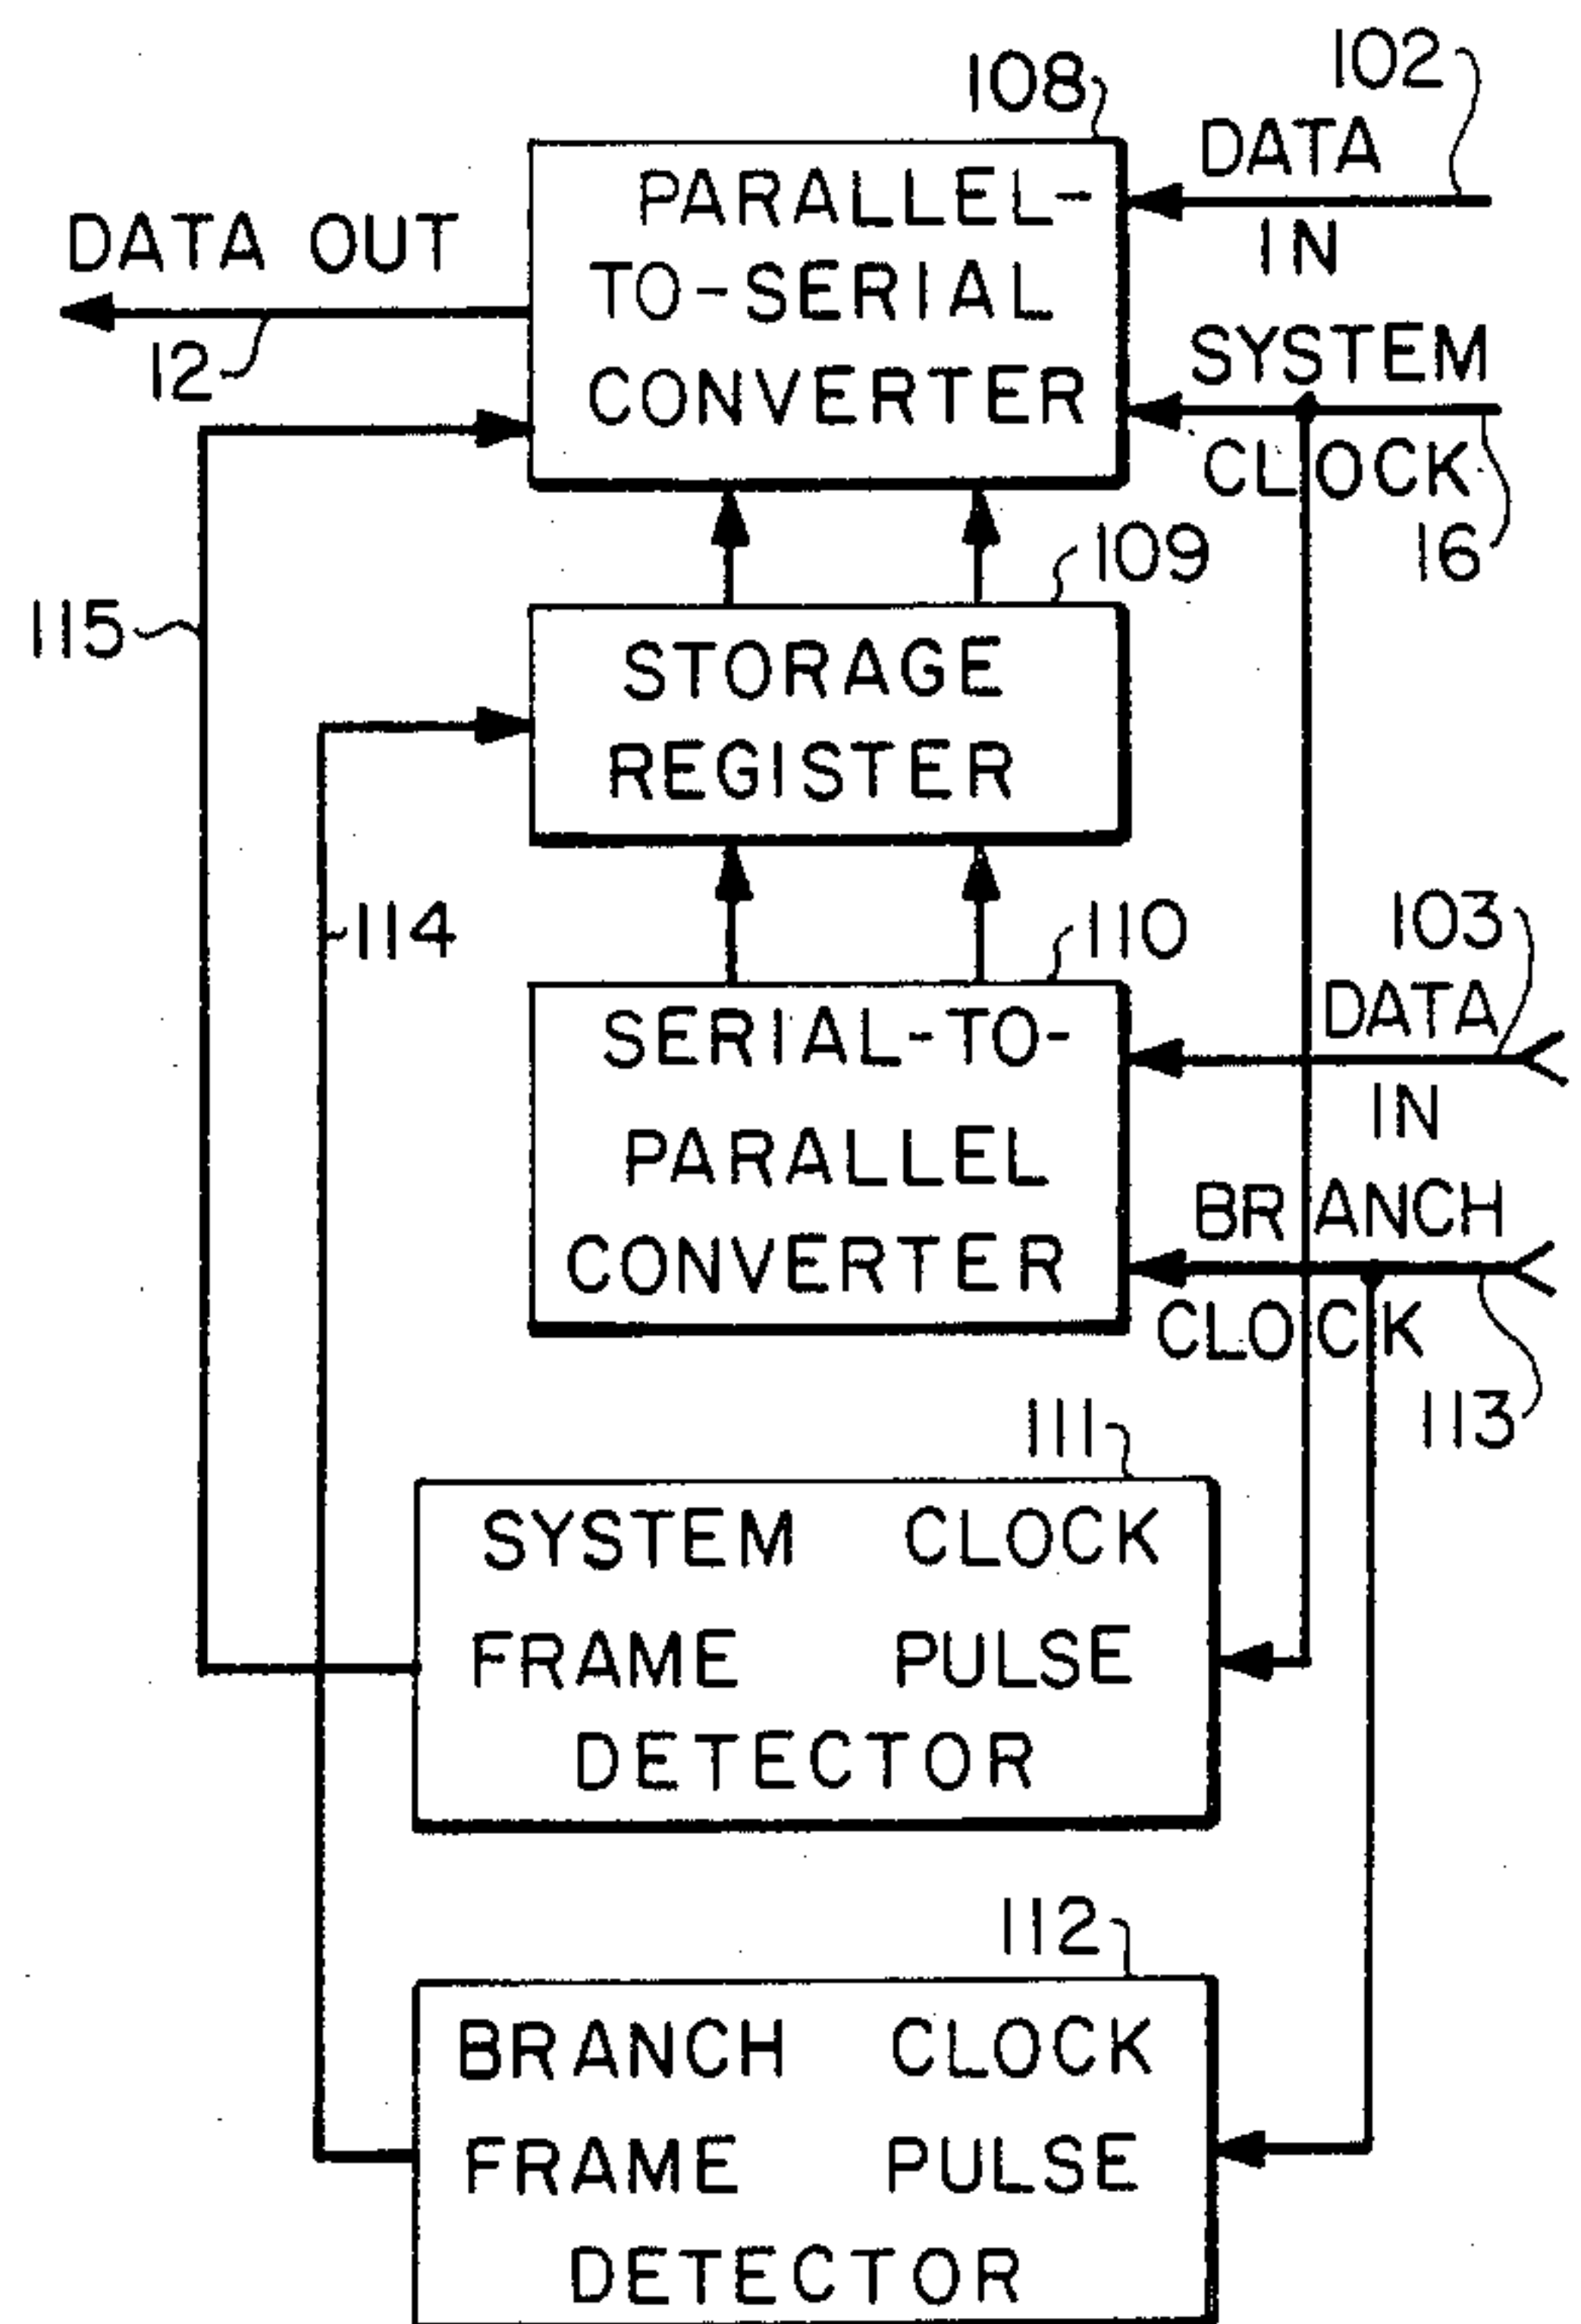 102
108
DATA
IN
PARALLEL-
TO-SERIAL
CONVERTER
DATA OUT
12
SYSTEM
CLOCK
16
109
115
STORAGE
REGISTER
114
110
103
DATA
IN
SERIAL-TO-
PARALLEL
CONVERTER
BRANCH
CLOCK
113
111
SYSTEM CLOCK
FRAME PULSE
DETECTOR
112
BRANCH CLOCK
FRAME PULSE
DETECTOR